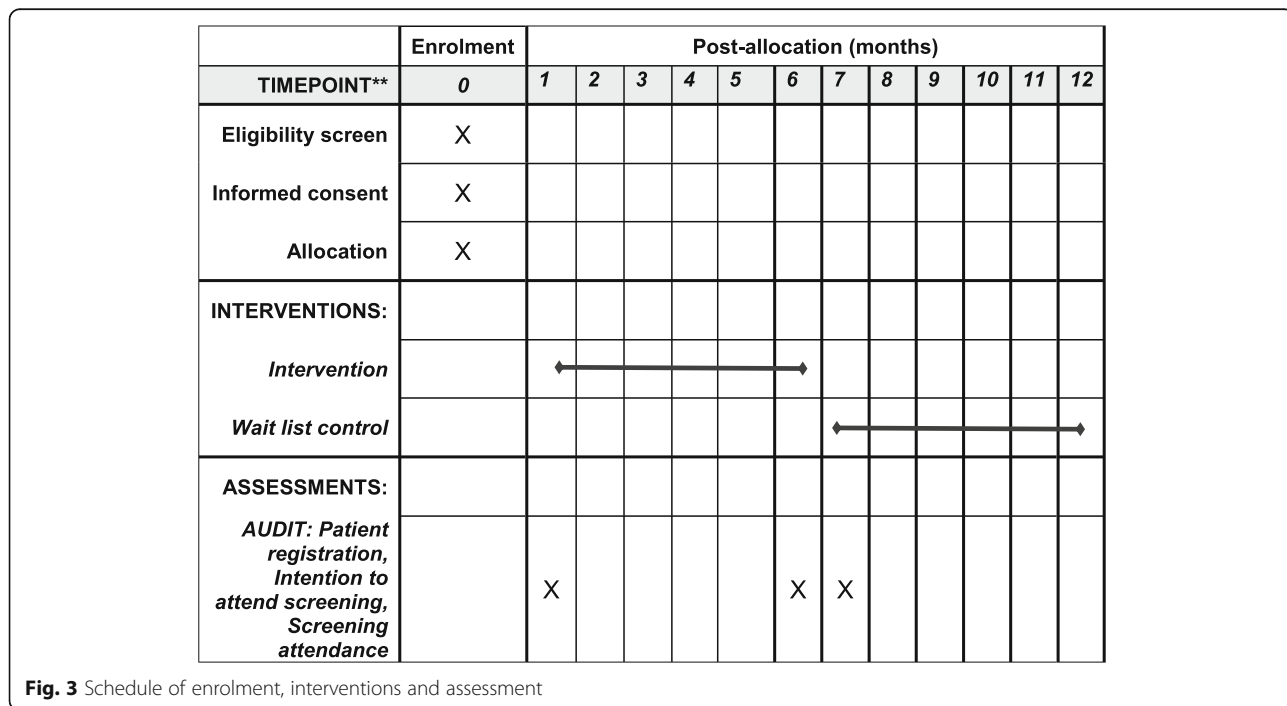 Enrolment Post-allocation (months)
TIMEPOINT** 0 1 2 3 4 5 6 7 8 9 10 11 12
Eligibility screen X
Informed consent X
Allocation X
INTERVENTIONS:
Intervention
Wait list control
ASSESSMENTS:
AUDIT: Patient
registration,
Intention to
attend screening,
Screening
attendance
X X X
Fig. 3 Schedule of enrolment, interventions and assessment